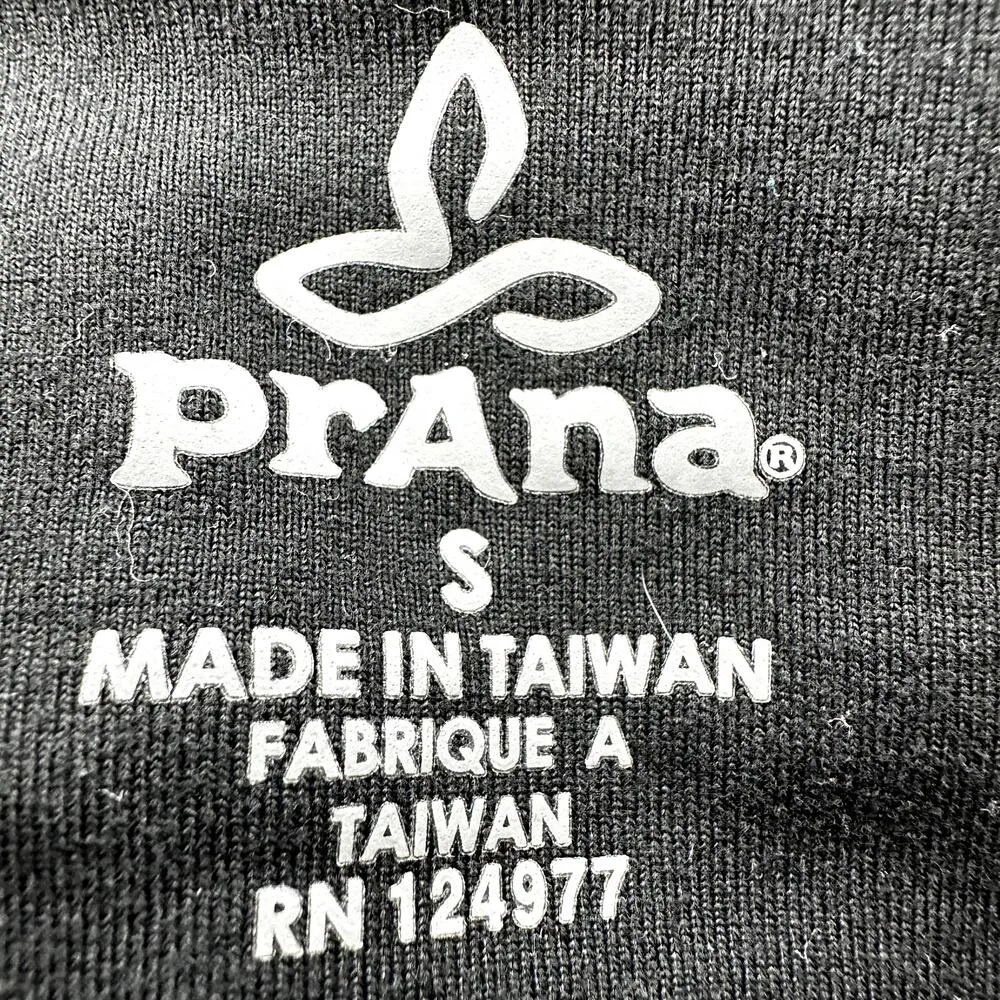 prAna®
S
MADE IN TAIWAN
FABRIQUE A
TAIWAN
RN 124977